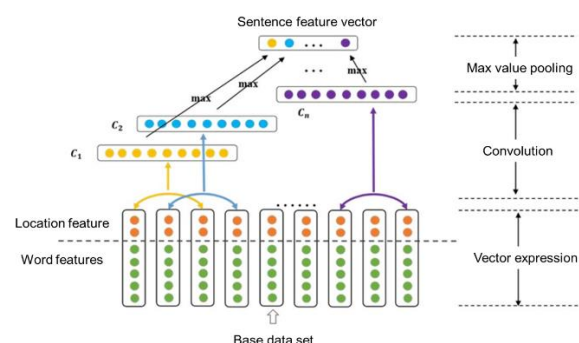 Sentence feature vector
max
max
max
Max value pooling
C₂
Cₙ
C₁
Convolution
Location feature
Word features
Vector expression
Base data set